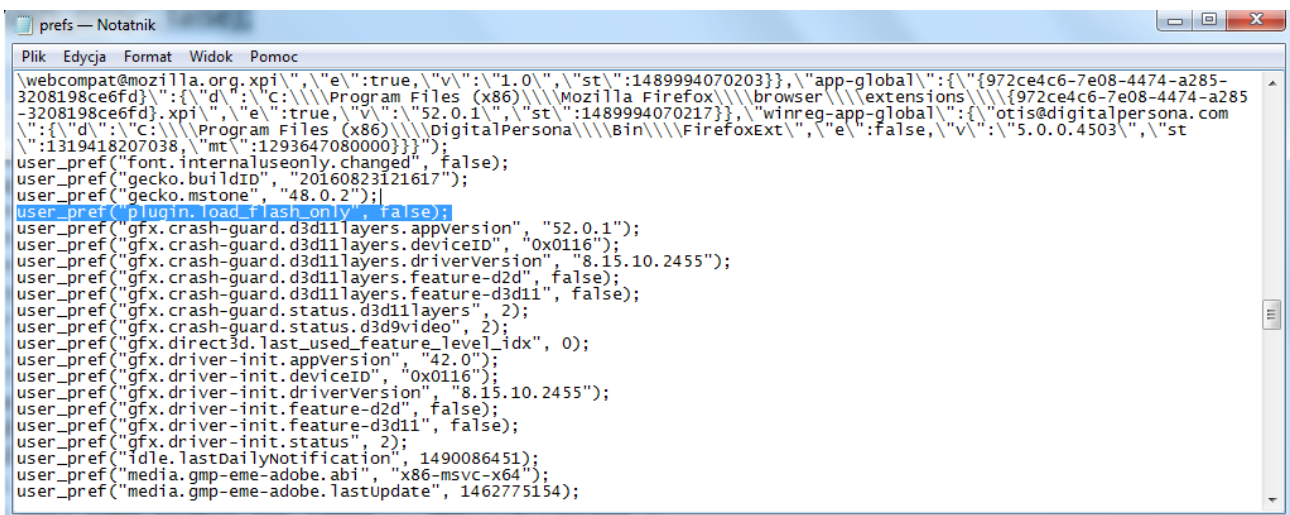 prefs — Notatnik
Plik Edycja Format Widok Pomoc
\webcompat@mozilla.org.xpi\",\"e\":true,\"v\":\"1.0\",\"st\":1489994070203}},\"app-global\":{\"{972ce4c6-7e08-4474-a285-
3208198ce6fd}\":{\"d\":\"C:\\\\Program Files (x86)\\\\Mozilla Firefox\\\\browser\\\\extensions\\\\{972ce4c6-7e08-4474-a285
-3208198ce6fd}.xpi\",\"e\":true,\"v\":\"52.0.1\",\"st\":1489994070217}},\"winreg-app-global\":{\"otis@digitalpersona.com
\":{\"d\":\"C:\\\\Program Files (x86)\\\\DigitalPersona\\\\Bin\\\\FirefoxExt\",\"e\":false,\"v\":\"5.0.0.4503\",\"st
\":1319418207038,\"mt\":1293647080000}}}");
user_pref("font.internaluseonly.changed", false);
user_pref("gecko.buildID", "20160823121617");
user_pref("gecko.mstone", "48.0.2");
user_pref("plugin.load_flash_only", false);
user_pref("gfx.crash-guard.d3d11layers.appVersion", "52.0.1");
user_pref("gfx.crash-guard.d3d11layers.deviceID", "0x0116");
user_pref("gfx.crash-guard.d3d11layers.driverVersion", "8.15.10.2455");
user_pref("gfx.crash-guard.d3d11layers.feature-d2d", false);
user_pref("gfx.crash-guard.d3d11layers.feature-d3d11", false);
user_pref("gfx.crash-guard.status.d3d11layers", 2);
user_pref("gfx.crash-guard.status.d3d9video", 2);
user_pref("gfx.direct3d.last_used_feature_level_idx", 0);
user_pref("gfx.driver-init.appVersion", "42.0");
user_pref("gfx.driver-init.deviceID", "0x0116");
user_pref("gfx.driver-init.driverVersion", "8.15.10.2455");
user_pref("gfx.driver-init.feature-d2d", false);
user_pref("gfx.driver-init.feature-d3d11", false);
user_pref("gfx.driver-init.status", 2);
user_pref("idle.lastDailyNotification", 1490086451);
user_pref("media.gmp-eme-adobe.abi", "x86-msvc-x64");
user_pref("media.gmp-eme-adobe.lastUpdate", 1462775154);